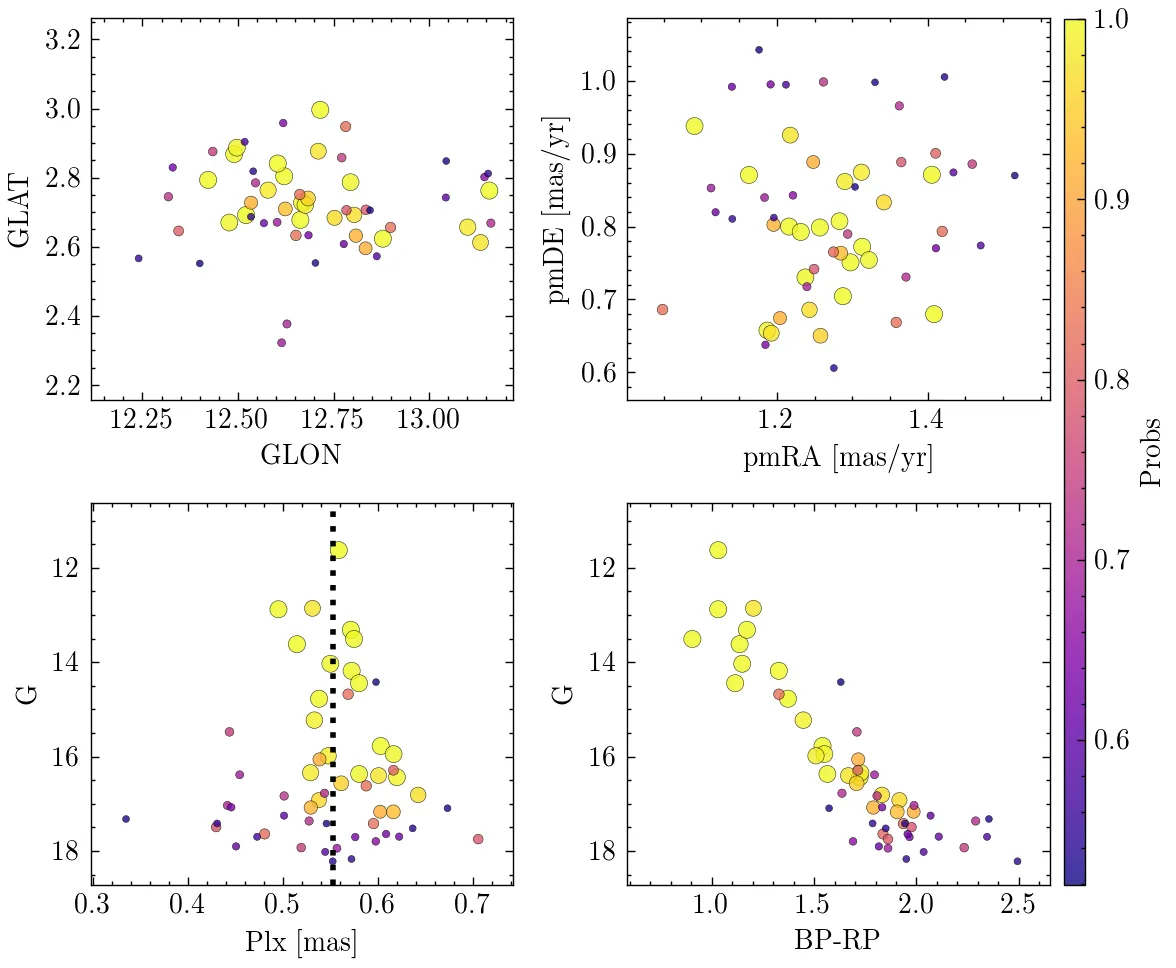 3.2
3.0
2.8
2.6
2.4
2.2
GLAT
12.25 12.50 12.75 13.00
GLON
1.0
0.9
0.8
0.7
0.6
pmDE [mas/yr]
1.2 1.4
pmRA [mas/yr]
12
14
16
18
G
0.3 0.4 0.5 0.6 0.7
Plx [mas]
12
14
16
18
G
1.0 1.5 2.0 2.5
BP-RP
1.0
0.9
0.8
0.7
0.6
Probs